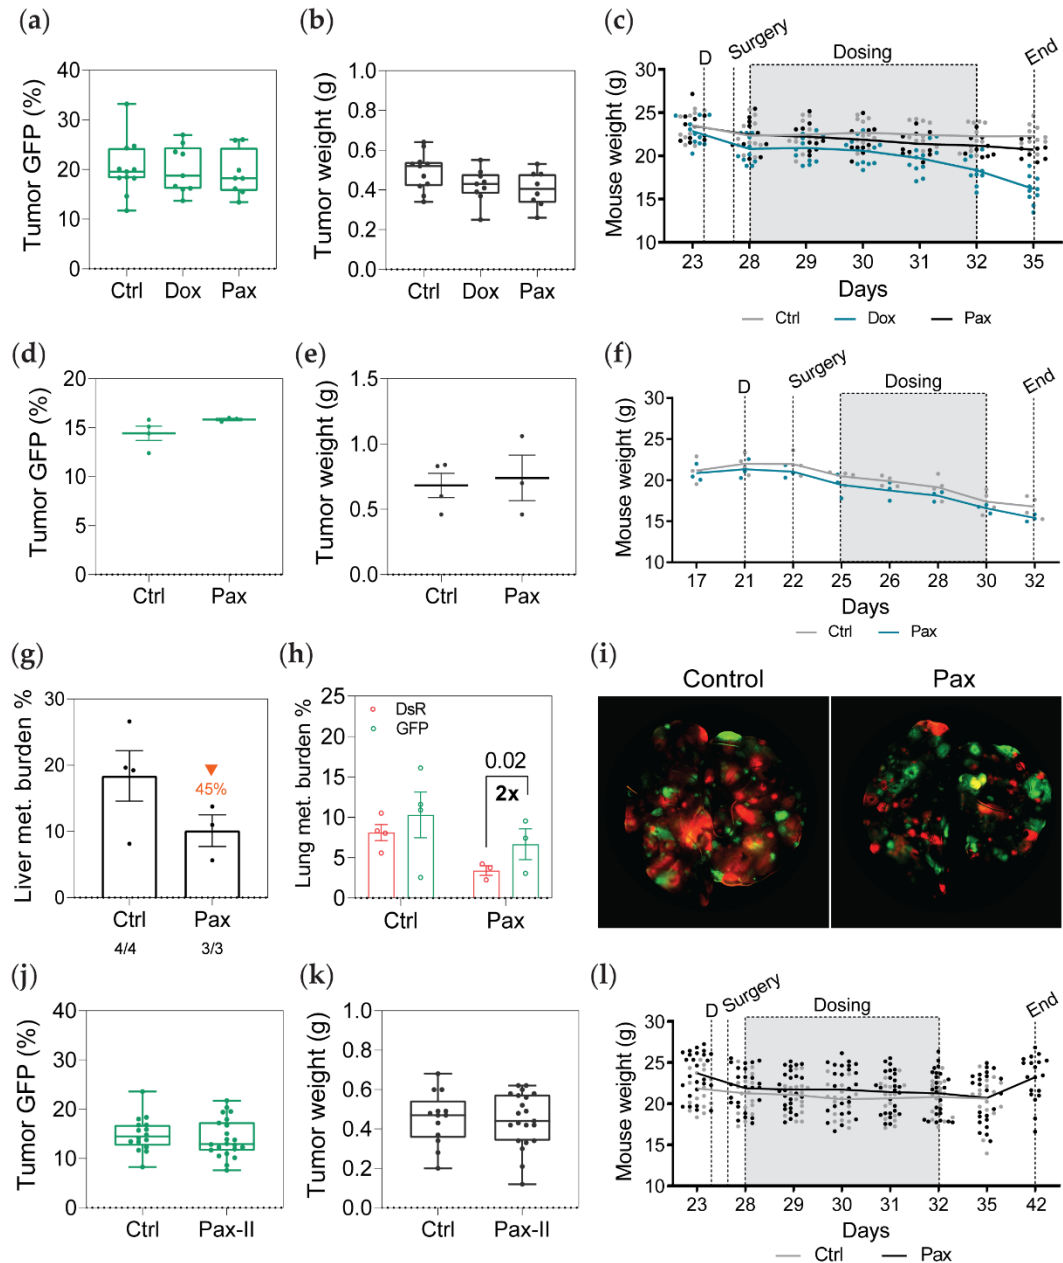 (a)
Tumor GFP (%)
40
30
20
10
0
Ctrl Dox Pax
(b)
Tumor weight (g)
1.0
0.8
0.6
0.4
0.2
0.0
Ctrl Dox Pax
(c)
D Surgery Dosing End
Mouse weight (g)
30
25
20
15
10
23 28 29 30 31 32 35
Days
Ctrl Dox Pax
(d)
Tumor GFP (%)
20
15
10
5
0
Ctrl Pax
(e)
Tumor weight (g)
1.5
1.0
0.5
0.0
Ctrl Pax
(f)
D Surgery Dosing End
Mouse weight (g)
30
25
20
15
10
17 21 22 25 26 28 30 32
Days
Ctrl Pax
(g)
Liver met. burden %
30
20
10
0
45%
Ctrl Pax
4/4 3/3
(h)
Lung met. burden %
25
20
15
10
5
0
DsR
GFP
0.02
2x
Ctrl Pax
(i)
Control Pax
(j)
Tumor GFP (%)
40
30
20
10
0
Ctrl Pax-II
(k)
Tumor weight (g)
1.0
0.8
0.6
0.4
0.2
0.0
Ctrl Pax-II
(l)
D Surgery Dosing End
Mouse weight (g)
30
25
20
15
10
23 28 29 30 31 32 35 42
Days
Ctrl Pax